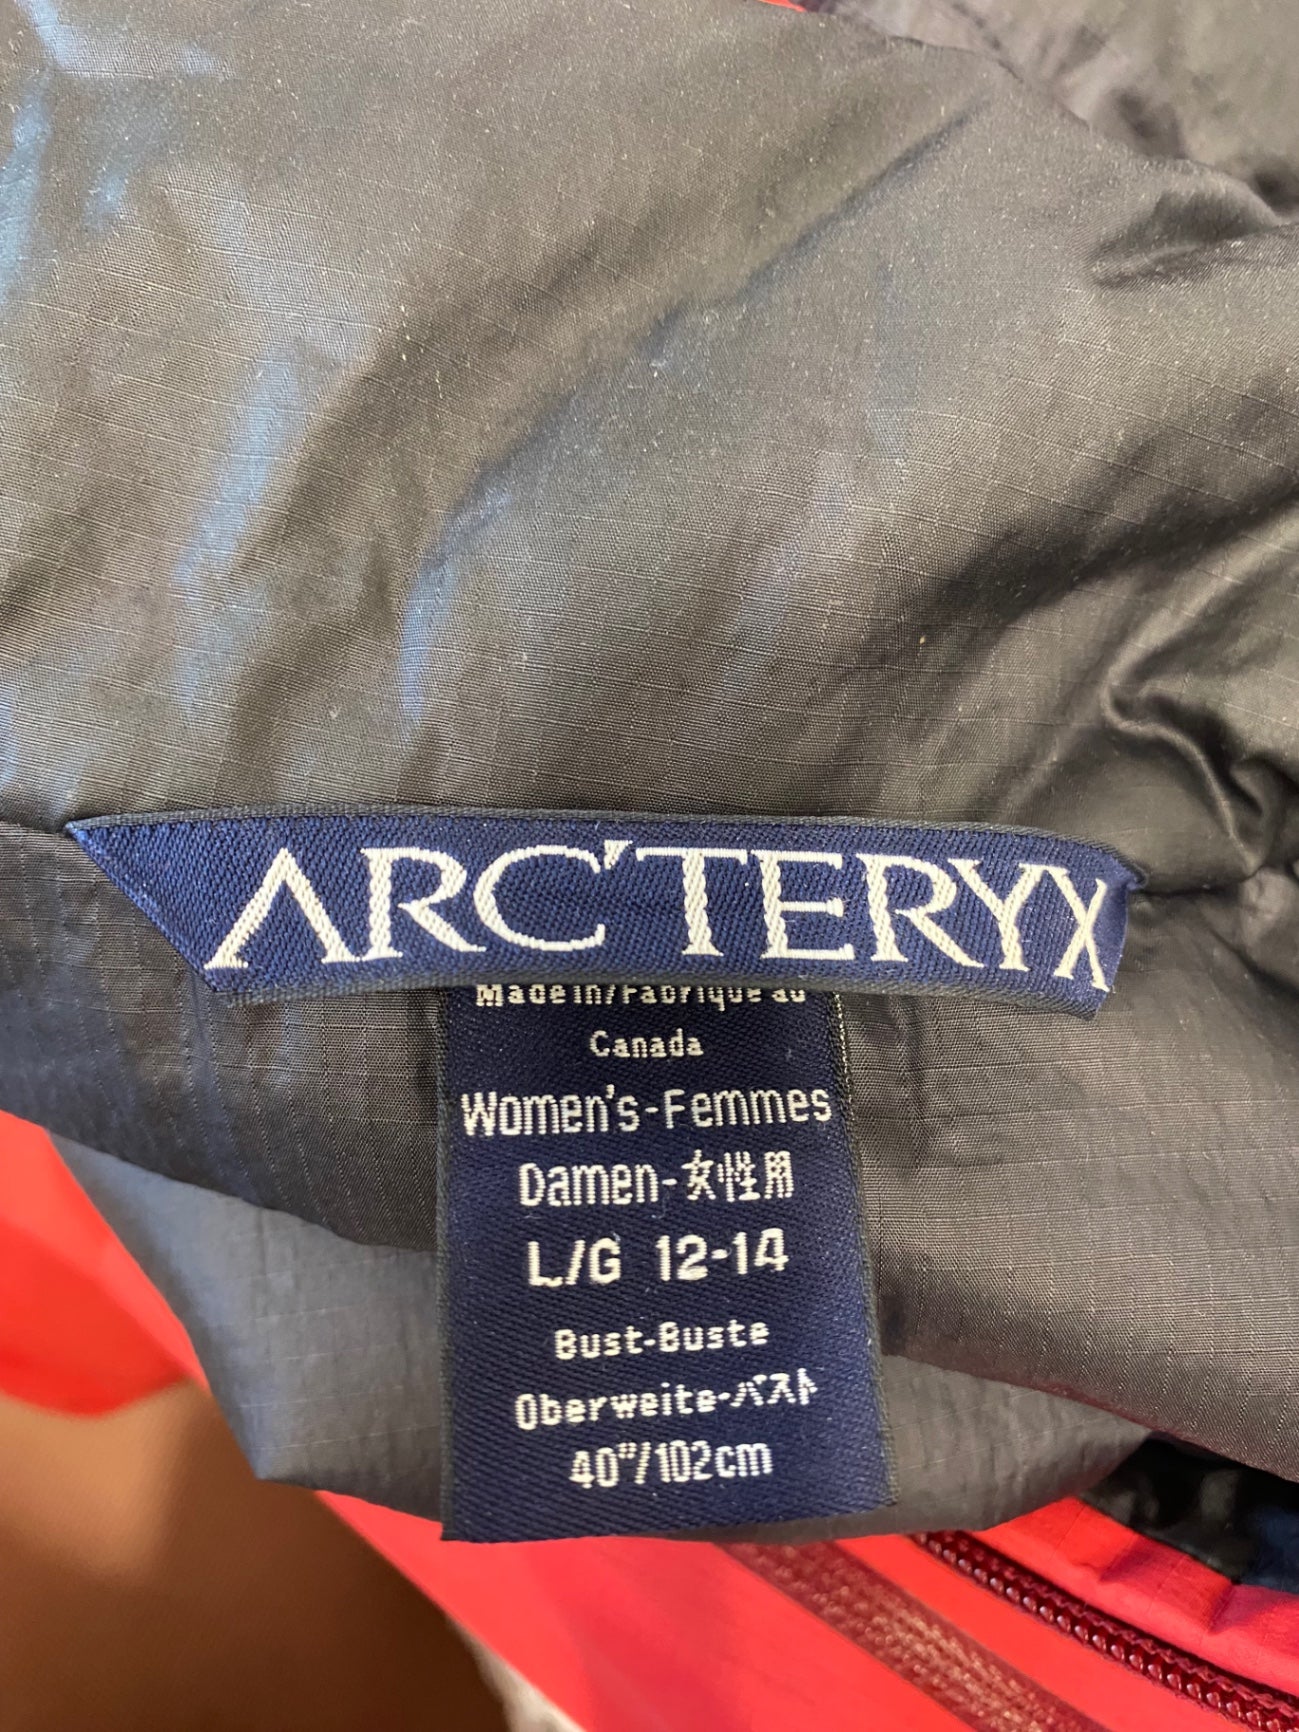 ARC'TERYX
Made in/Fabriqué au
Canada
Women's-Femmes
Damen-女性用
L/G 12-14
Bust-Buste
Oberweite-バスト
40"/102cm